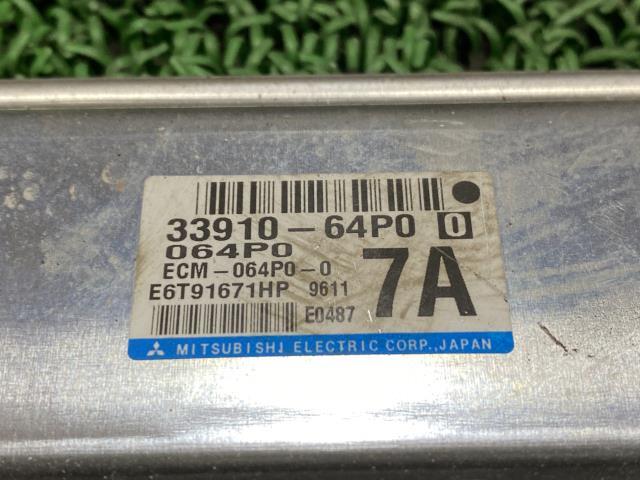 33910-64P0 0
064P0
ECM-064P0-0
E6T91671HP 9611
7A
E0487
MITSUBISHI ELECTRIC CORP., JAPAN